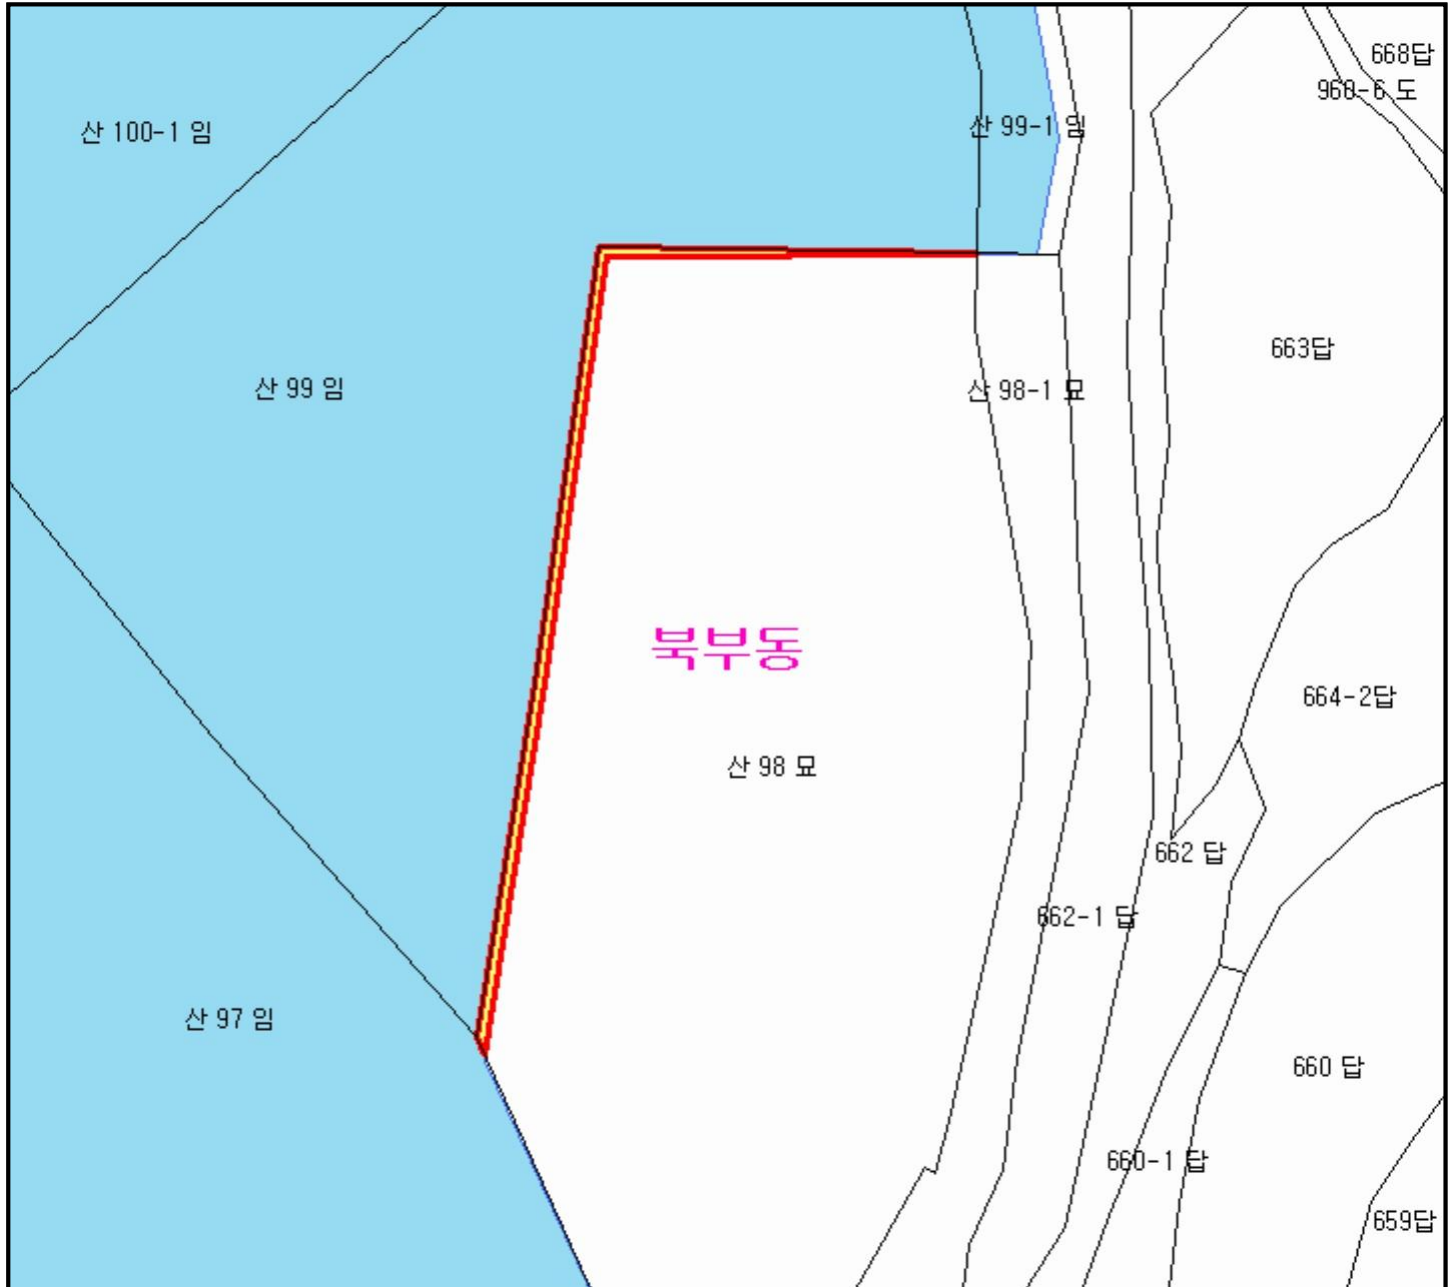 668답
960-6 도
산 100-1 임
산 99-1 임
663답
산 99 임
산 98-1 묘
북부동
664-2답
산 98 묘
662 답
662-1 답
산 97 임
660 답
660-1 답
659답